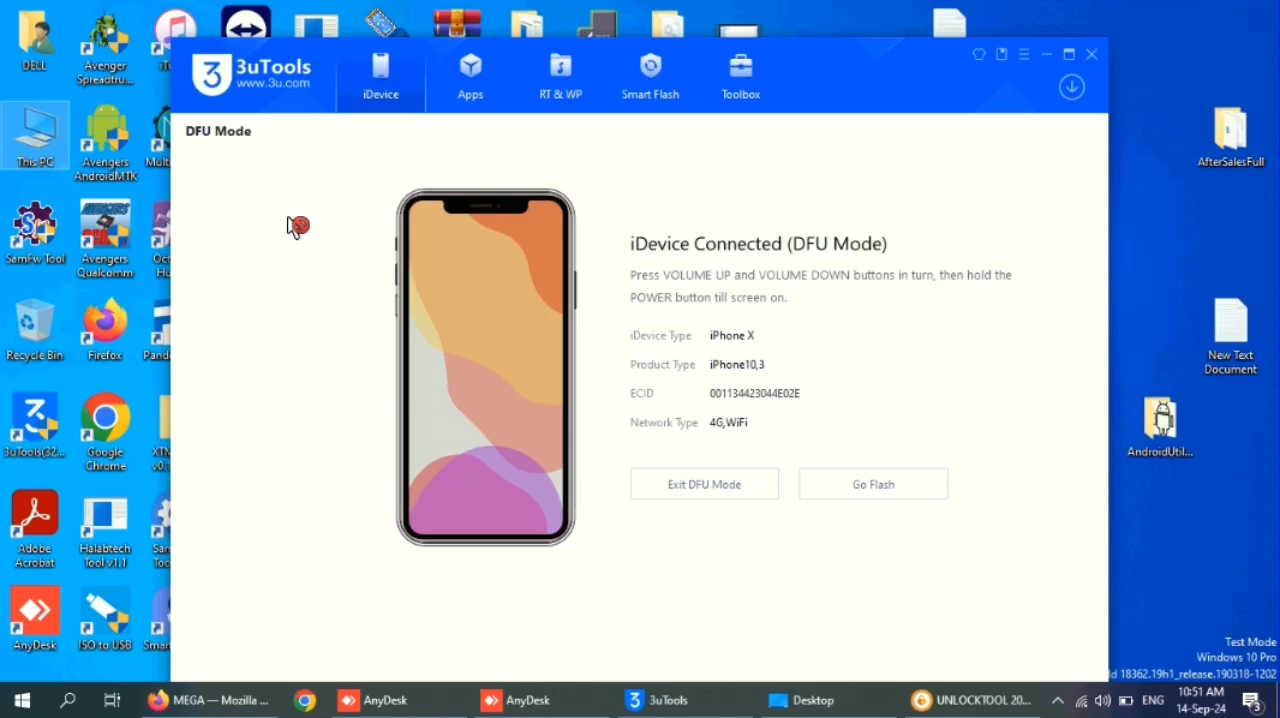 3uTools
www.3u.com
iDevice
Apps
RT & WP
Smart Flash
Toolbox
DFU Mode
iDevice Connected (DFU Mode)
Press VOLUME UP and VOLUME DOWN buttons in turn, then hold the
POWER button till screen on.
iDevice Type iPhone X
Product Type iPhone10,3
ECID 001134423044E02E
Network Type 4G,WiFi
Exit DFU Mode
Go Flash
DELL
Avenger
Spreadtru...
This PC
Avengers
AndroidMTK
SamFw Tool
Avengers
Qualcomm
Recycle Bin
Firefox
3uTools(32...
Google
Chrome
Adobe
Acrobat
Halabtech
Tool v1.1
AnyDesk
ISO to USB
AfterSalesFull
New Text
Document
AndroidUtil...
Test Mode
Windows 10 Pro
18362.19h1_release.190318-1202
MEGA — Mozilla ...
AnyDesk
AnyDesk
3uTools
Desktop
UNLOCKTOOL 20...
ENG
10:51 AM
14-Sep-24
3